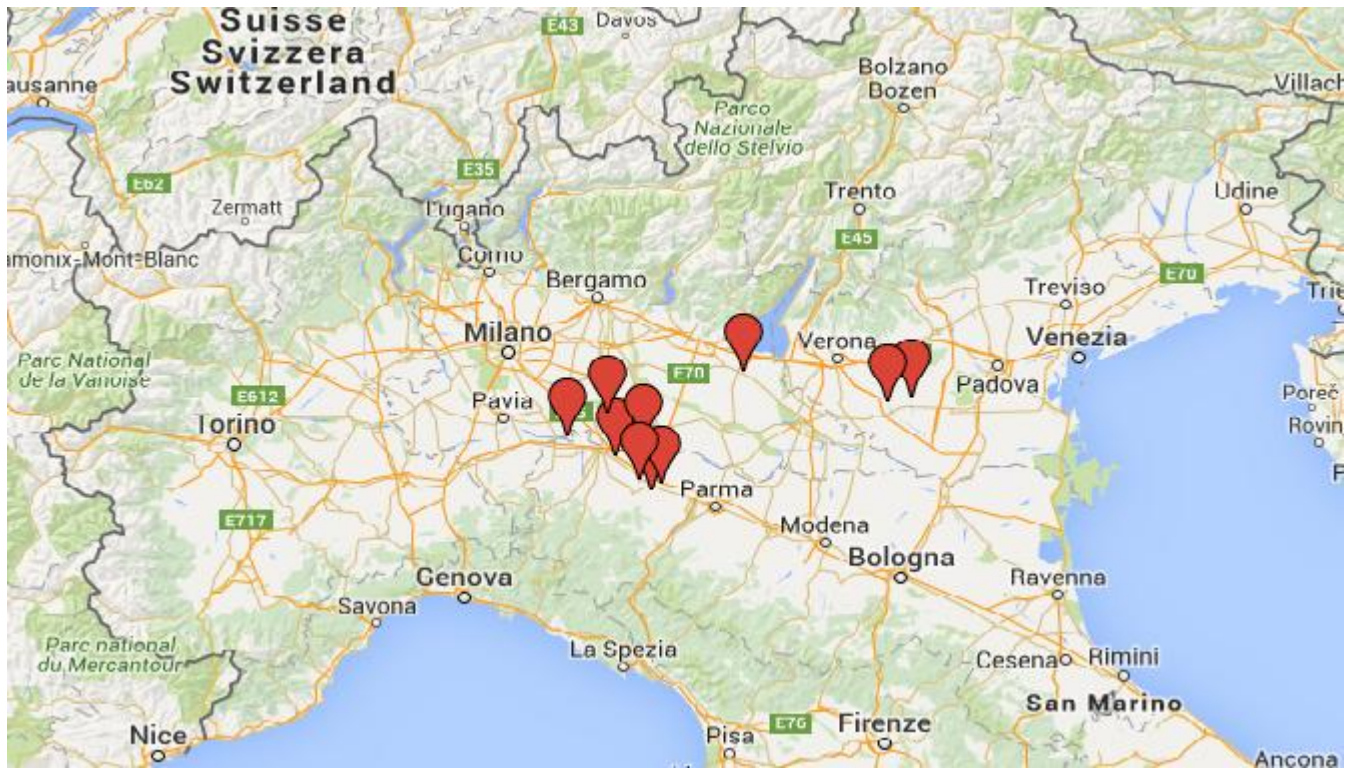 Suisse
Svizzera
Switzerland
E43
Davos
Bolzano
Bozen
Villach
ausanne
Parco
Nazionale
dello Stelvio
E62
E35
Zermatt
Lugano
Trento
Udine
E45
amonix-Mont-Blanc
Como
Bergamo
E70
Treviso
Trie
Milano
Verona
Venezia
Parc National
de la Vanoise
E70
Padova
E612
Pavia
Poreč
Torino
Rovin
Parma
E717
Modena
Bologna
Genova
Ravenna
Savona
Parc national
du Mercantour
La Spezia
Cesena
Rimini
San Marino
Nice
Pisa
E76
Firenze
Ancona